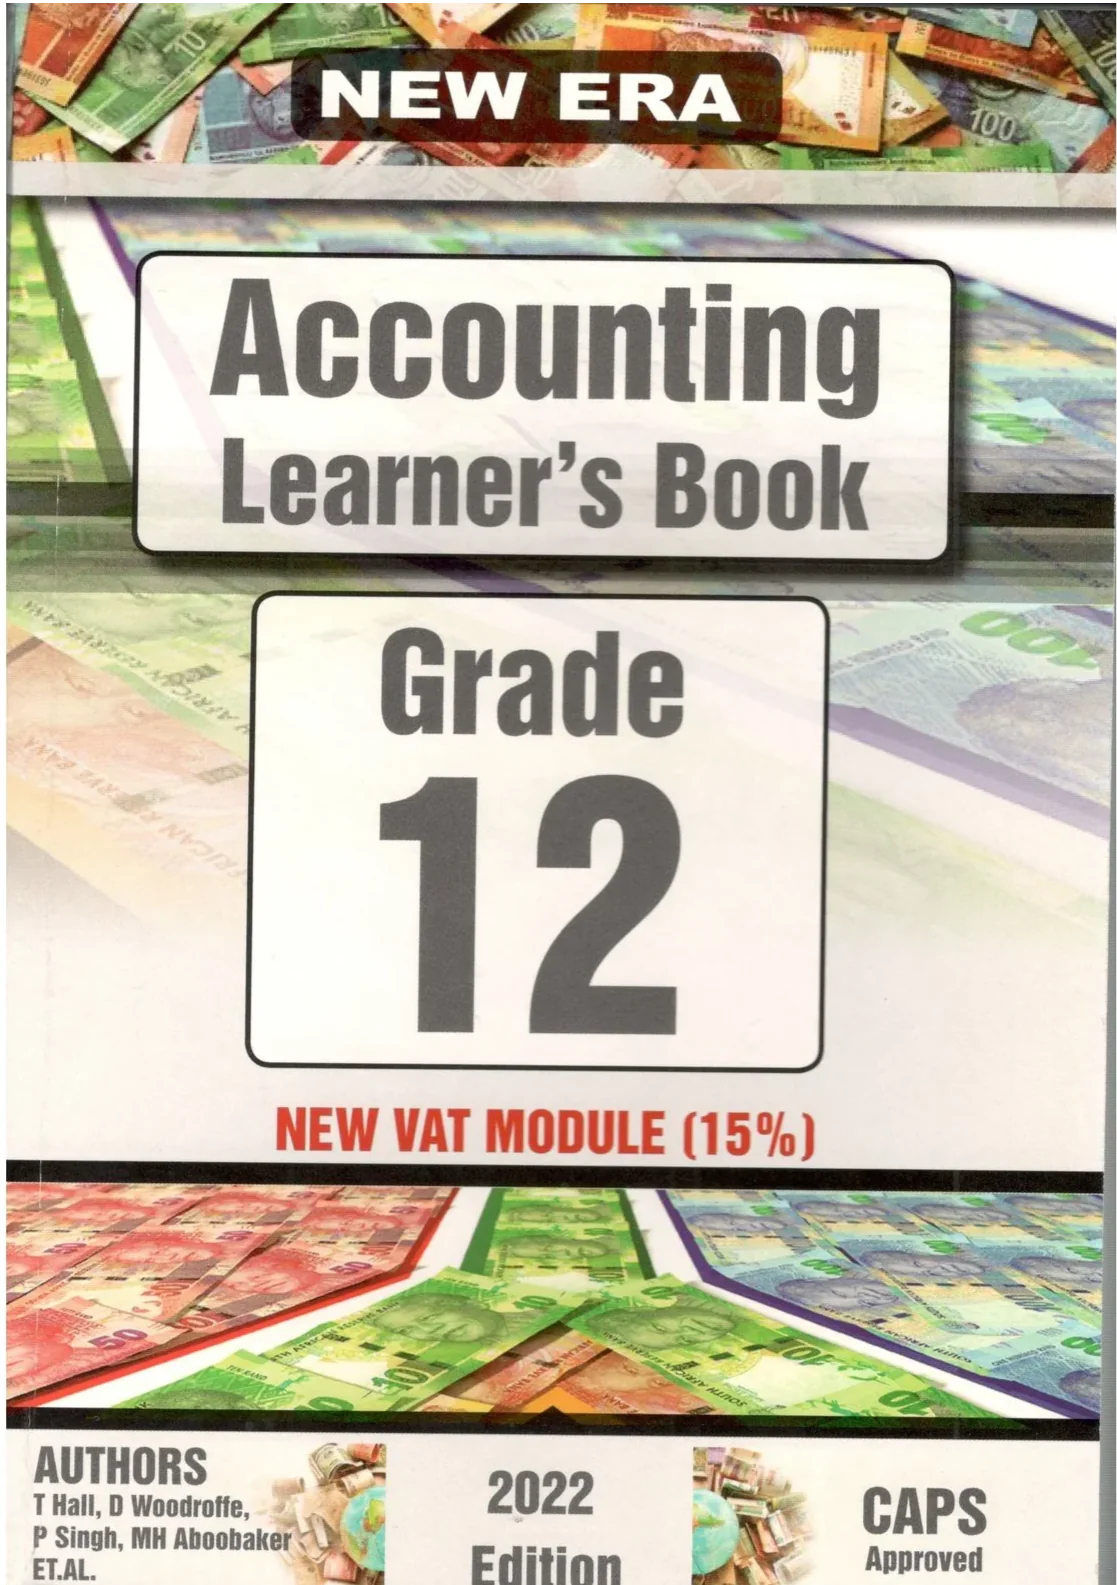 NEW ERA
Accounting
Learner's Book
Grade
12
NEW VAT MODULE (15%)
AUTHORS
T Hall, D Woodroffe,
P Singh, MH Aboobaker
ET.AL.
2022
Edition
CAPS
Approved